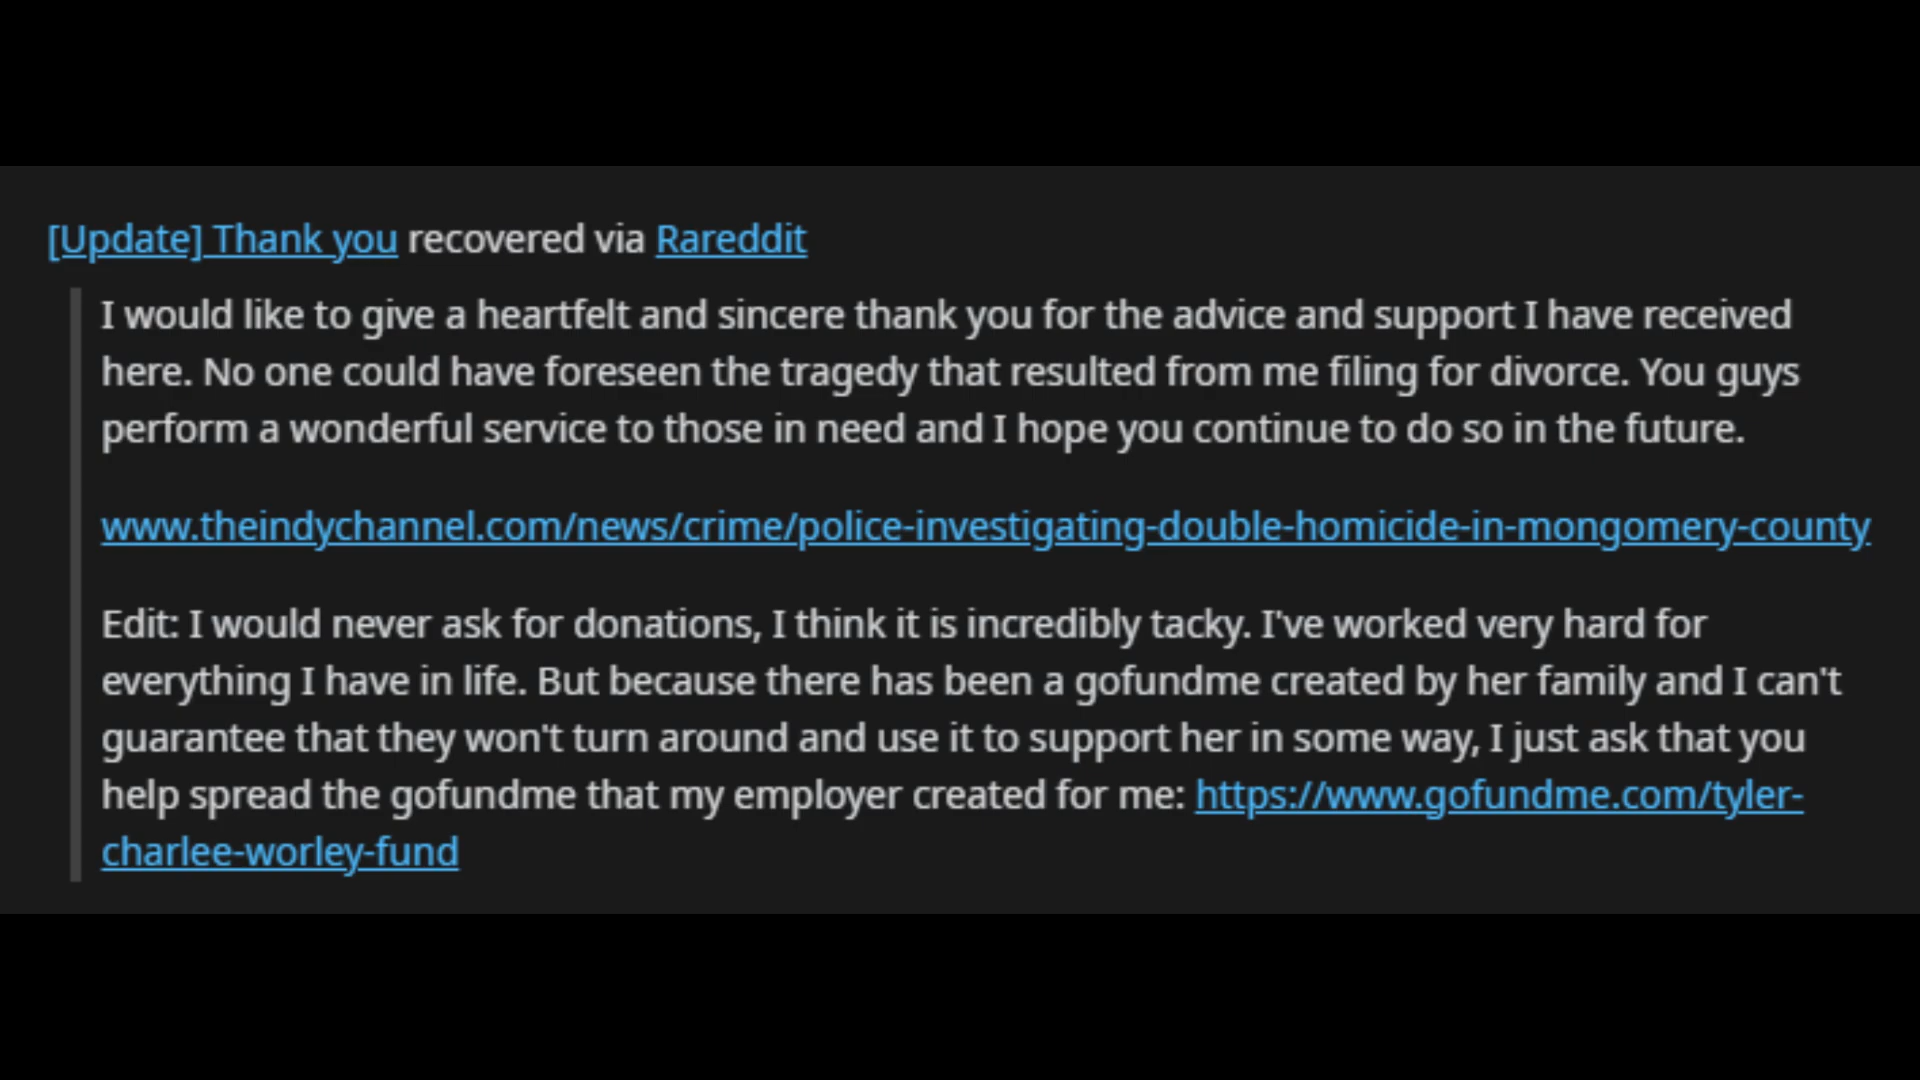 [Update] Thank you recovered via Rareddit
I would like to give a heartfelt and sincere thank you for the advice and support I have received
here. No one could have foreseen the tragedy that resulted from me filing for divorce. You guys
perform a wonderful service to those in need and I hope you continue to do so in the future.
www.theindychannel.com/news/crime/police-investigating-double-homicide-in-mongomery-county
Edit: I would never ask for donations, I think it is incredibly tacky. I've worked very hard for
everything I have in life. But because there has been a gofundme created by her family and I can't
guarantee that they won't turn around and use it to support her in some way, I just ask that you
help spread the gofundme that my employer created for me: https://www.gofundme.com/tyler-
charlee-worley-fund